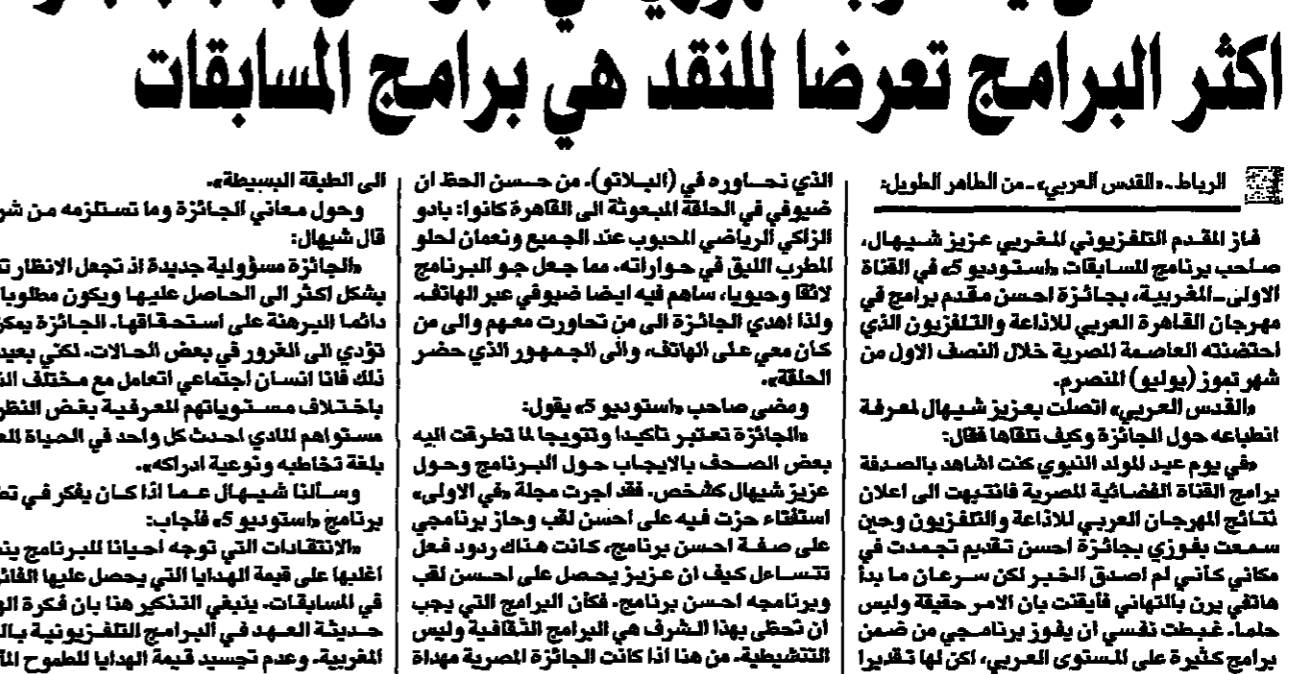 اكثر البرامج تعرضا للنقد هي برامج المسابقات
الرياط ـ «القدس العربي» ـ من الطاهر الطويل:
فاز المقدم التلفزيوني المغربي عزيز شيهال،
صاحب برنامج المسابقات «استوديو 5» في القناة
الاولى ـ المغربية، بجائزة احسن مقدم برامج في
مهرجان القاهرة العربي للاذاعة والتلفزيون الذي
احتضنته العاصمة المصرية خلال النصف الاول من
شهر تموز (يوليو) المنصرم.
«القدس العربي» اتصلت بعزيز شيهال لمعرفة
انطباعه حول الجائزة وكيف تلقاها فقال:
«في يوم عيد المولد النبوي كنت اشاهد بالصدفة
برامج القناة الفضائية المصرية فانتبهت الى اعلان
نتائج المهرجان العربي للاذاعة والتلفزيون وحين
سمعت بفوزي بجائزة احسن تقديم تجمدت في
مكاني كأني لم اصدق الخبر لكن سرعان ما بدأ
هاتفي يرن بالتهاني فأيقنت بان الامر حقيقة وليس
حلما. غبطت نفسي ان يفوز برنامجي من ضمن
برامج كثيرة على المستوى العربي، اكن لها تقديرا
الذي نحاوره في (البلاتو). من حسن الحظ ان
ضيوفي في الحلقة المبعوثة الى القاهرة كانوا: بادو
الزاكي الرياضي المحبوب عند الجميع ونعمان لحلو
المطرب اللبق في حواراته. مما جعل جو البرنامج
لائقا وحيويا، ساهم فيه ايضا ضيوفي عبر الهاتف.
ولذا اهدي الجائزة الى من تحاورت معهم والى من
كان معي على الهاتف، والى الجمهور الذي حضر
الحلقة».
ومضى صاحب «استوديو 5» يقول:
«الجائزة تعتبر تأكيدا وتتويجا لما تطرقت اليه
بعض الصحف بالايجاب حول البرنامج وحول
عزيز شيهال كشخص. فقد اجرت مجلة «في الاولى»
استفتاء حزت فيه على احسن لقب وحاز برنامجي
على صفة احسن برنامج، كانت هناك ردود فعل
تتساءل كيف ان عزيز يحصل على احسن لقب
وبرنامجه احسن برنامج. فكأن البرامج التي يجب
ان تحظى بهذا الشرف هي البرامج الثقافية وليس
التنشيطية. من هنا اذا كانت الجائزة المصرية مهداة
الى الطبقة البسيطة».
وحول معاني الجائزة وما تستلزمه من
قال شيهال:
«الجائزة مسؤولية جديدة اذ تجعل الانظار
بشكل اكثر الى الحاصل عليها ويكون مطلوبا
دائما البرهنة على استحقاقها. الجائزة
تؤدي الى الغرور في بعض الحالات. لكني
ذلك فانا انسان اجتماعي اتعامل مع مختلف
باختلاف مستوياتهم المعرفية بغض
مستواهم المادي احدث كل واحد في الحياة
بلغة تخاطبه ونوعية ادراكه».
وسألنا شيهال عما اذا كان يفكر في
برنامج «استوديو 5» فأجاب:
«الانتقادات التي توجه احيانا للبرنامج
اغلبها على قيمة الهدايا التي يحصل عليها
في المسابقات. ينبغي التذكير هنا بان فكرة
حديثة العهد في البرامج التلفزيونية
المغربية. وعدم تجسيد قيمة الهدايا للطموح